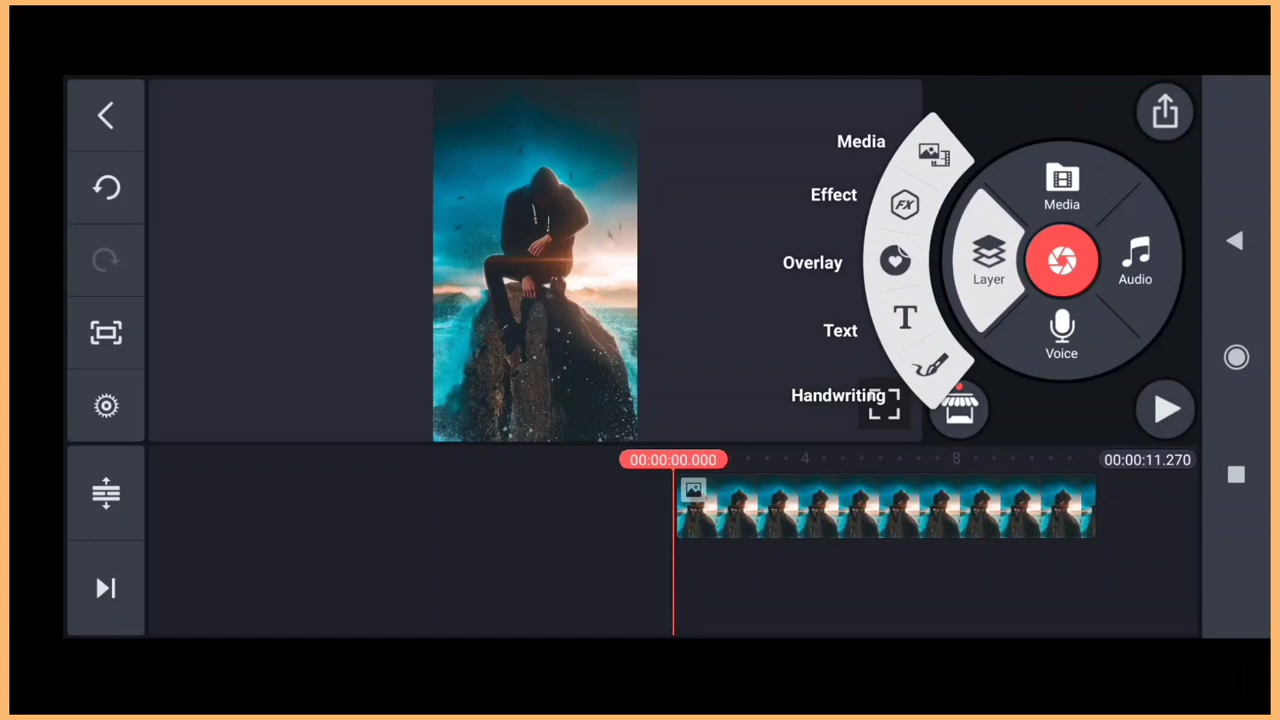 Media
Effect
Overlay
Text
Handwriting
FX
T
Layer
Media
Audio
Voice
00:00:00.000
4
8
00:00:11.270